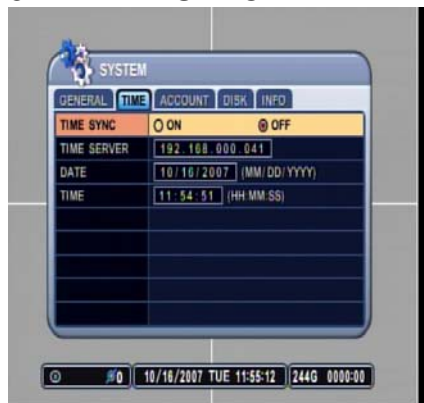 SYSTEM
GENERAL TIME ACCOUNT DISK INFO
TIME SYNC ON OFF
TIME SERVER 192.168.000.041
DATE 10/16/2007 (MM/DD/YYYY)
TIME 11:54:51 (HH:MM:SS)
0 10/16/2007 TUE 11:55:12 244G 0000:00